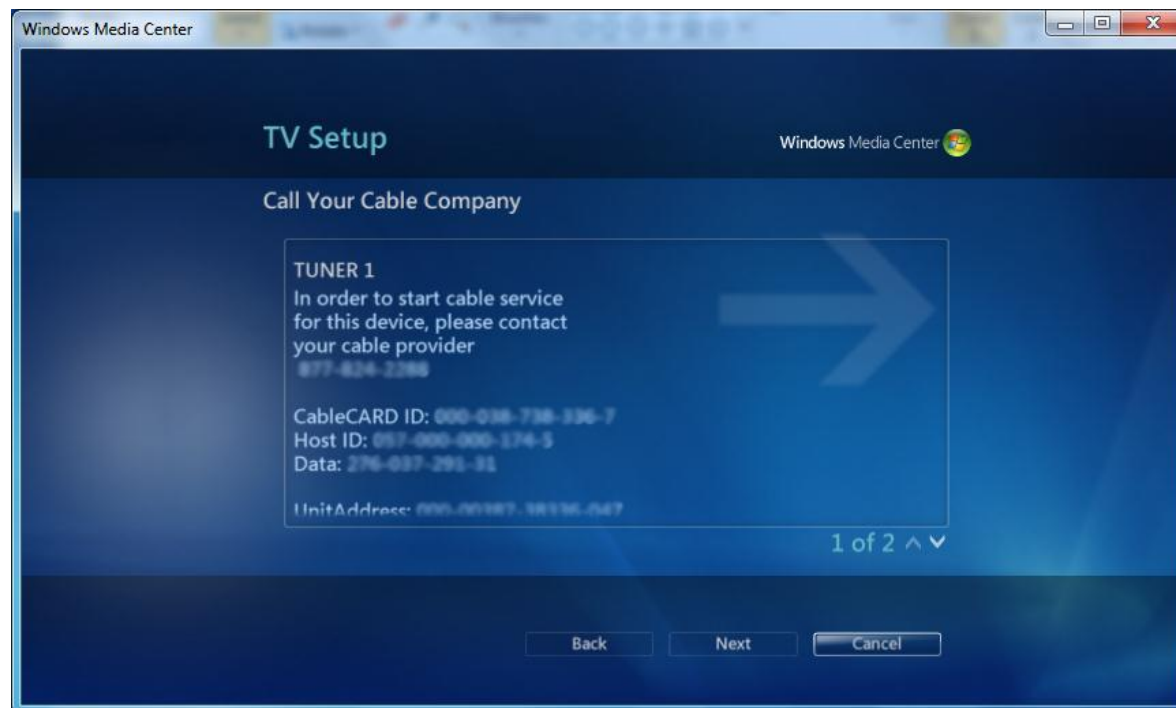 Windows Media Center
TV Setup
Windows Media Center
Call Your Cable Company
TUNER 1
In order to start cable service
for this device, please contact
your cable provider
CableCARD ID:
Host ID:
Data:
UnitAddress:
1 of 2
Back
Next
Cancel